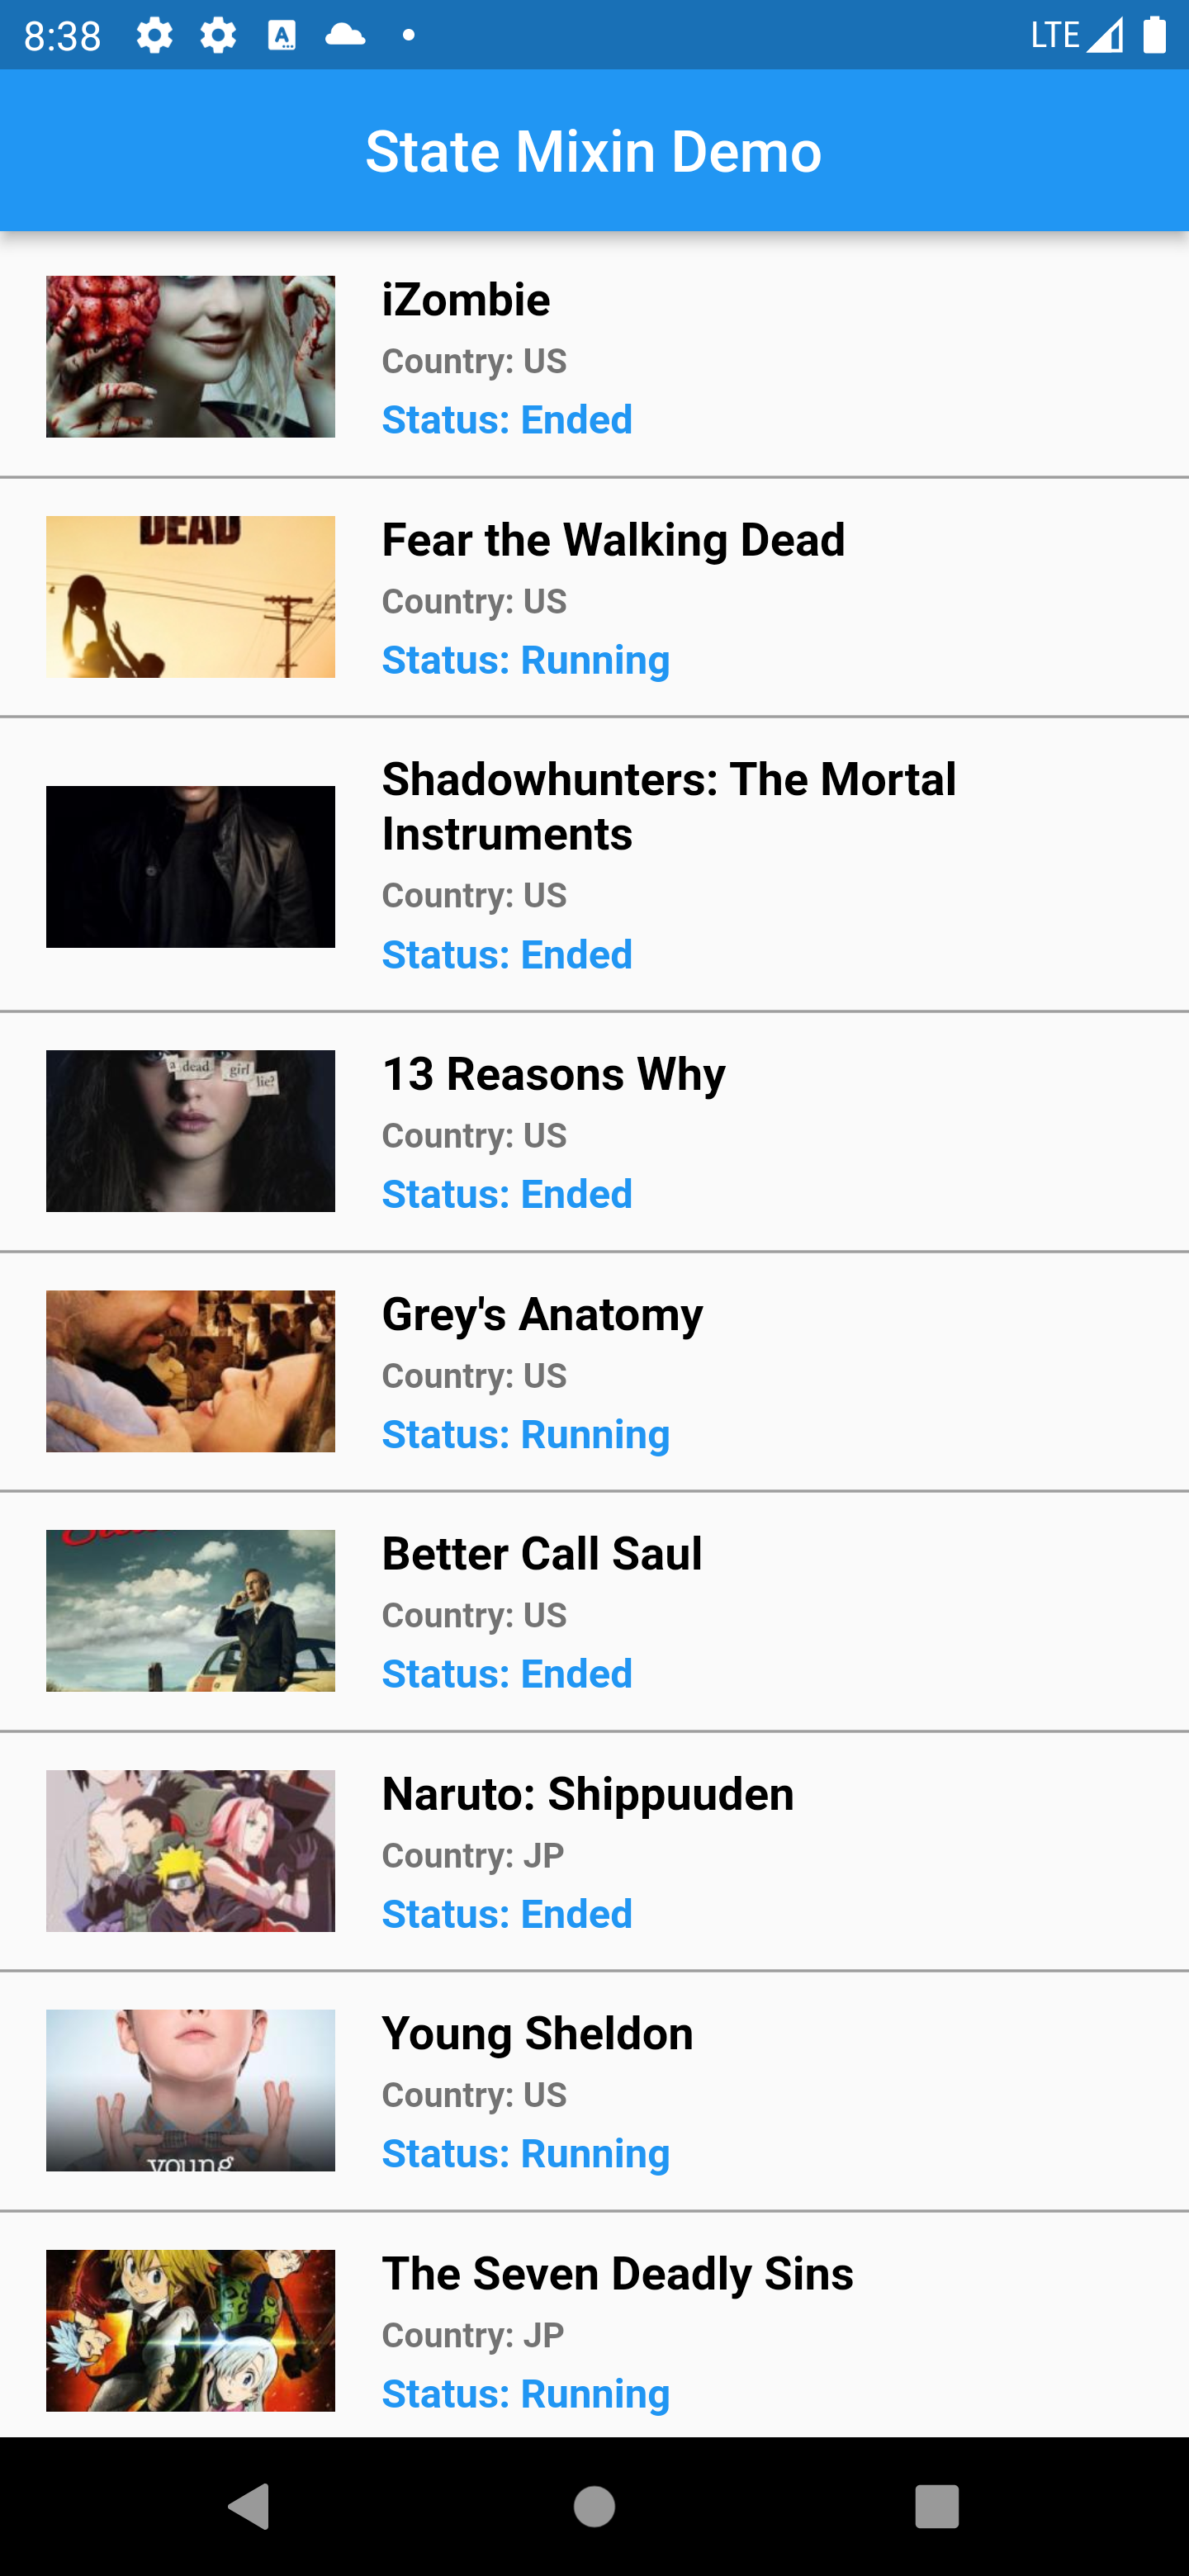 8:38
A
LTE
State Mixin Demo
iZombie
Country: US
Status: Ended
DEAD
Fear the Walking Dead
Country: US
Status: Running
Shadowhunters: The Mortal
Instruments
Country: US
Status: Ended
a dead girl
lie?
13 Reasons Why
Country: US
Status: Ended
Grey's Anatomy
Country: US
Status: Running
Better Call Saul
Country: US
Status: Ended
Naruto: Shippuuden
Country: JP
Status: Ended
young
Young Sheldon
Country: US
Status: Running
The Seven Deadly Sins
Country: JP
Status: Running